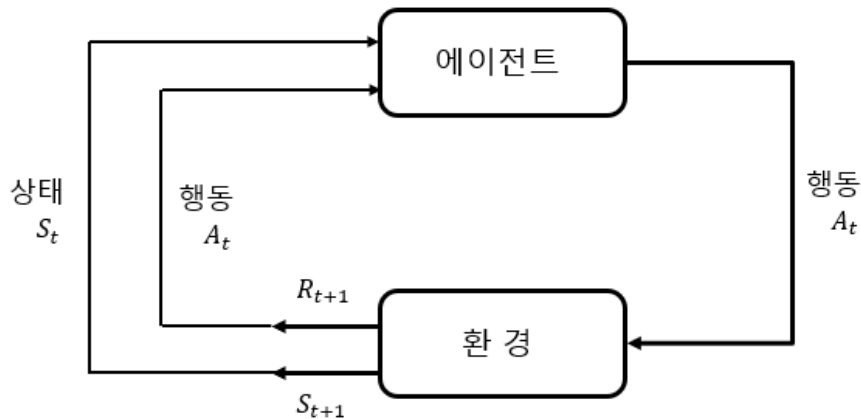 에이전트
상태
S_t
행동
A_t
행동
A_t
R_{t+1}
환 경
S_{t+1}